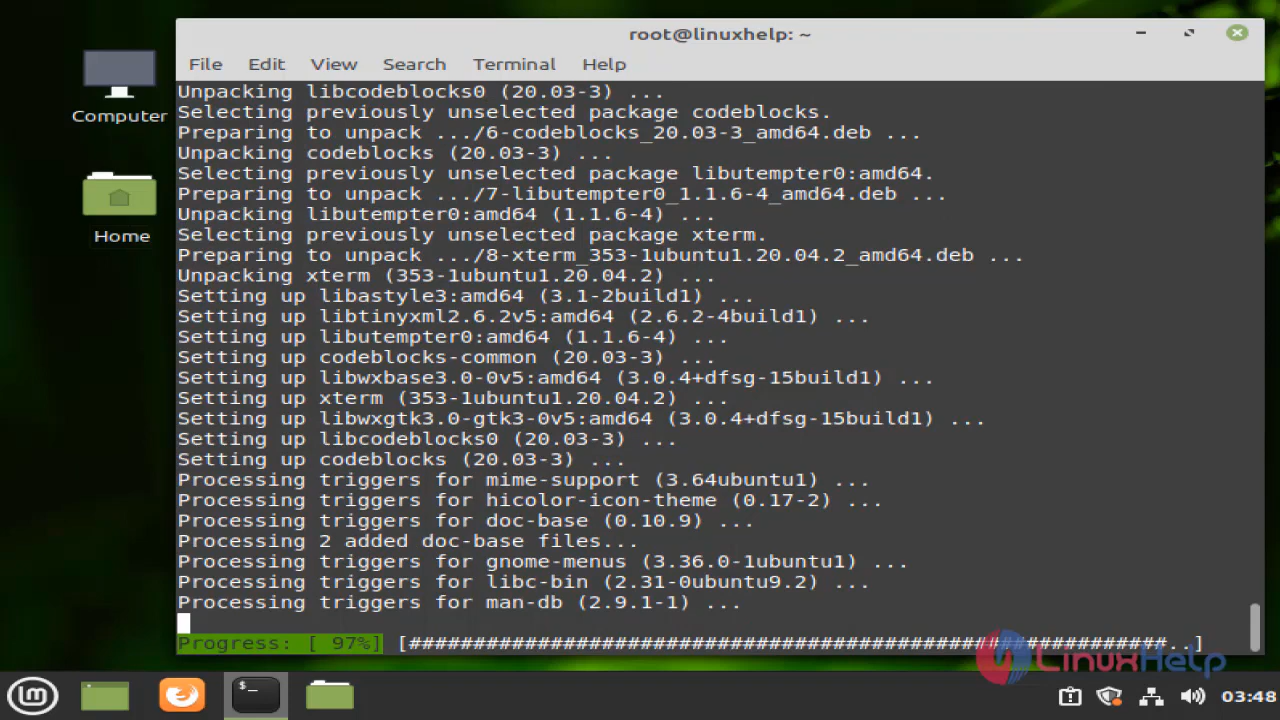 root@linuxhelp: ~
File Edit View Search Terminal Help
Computer
Home
Unpacking libcodeblocks0 (20.03-3) ...
Selecting previously unselected package codeblocks.
Preparing to unpack .../6-codeblocks_20.03-3_amd64.deb ...
Unpacking codeblocks (20.03-3) ...
Selecting previously unselected package libutempter0:amd64.
Preparing to unpack .../7-libutempter0_1.1.6-4_amd64.deb ...
Unpacking libutempter0:amd64 (1.1.6-4) ...
Selecting previously unselected package xterm.
Preparing to unpack .../8-xterm_353-1ubuntu1.20.04.2_amd64.deb ...
Unpacking xterm (353-1ubuntu1.20.04.2) ...
Setting up libastyle3:amd64 (3.1-2build1) ...
Setting up libtinyxml2.6.2v5:amd64 (2.6.2-4build1) ...
Setting up libutempter0:amd64 (1.1.6-4) ...
Setting up codeblocks-common (20.03-3) ...
Setting up libwxbase3.0-0v5:amd64 (3.0.4+dfsg-15build1) ...
Setting up xterm (353-1ubuntu1.20.04.2) ...
Setting up libwxgtk3.0-gtk3-0v5:amd64 (3.0.4+dfsg-15build1) ...
Setting up libcodeblocks0 (20.03-3) ...
Setting up codeblocks (20.03-3) ...
Processing triggers for mime-support (3.64ubuntu1) ...
Processing triggers for hicolor-icon-theme (0.17-2) ...
Processing triggers for doc-base (0.10.9) ...
Processing 2 added doc-base files...
Processing triggers for gnome-menus (3.36.0-1ubuntu1) ...
Processing triggers for libc-bin (2.31-0ubuntu9.2) ...
Processing triggers for man-db (2.9.1-1) ...
Progress: [ 97%] [###########################################################..]
LinuxHelp
03:48